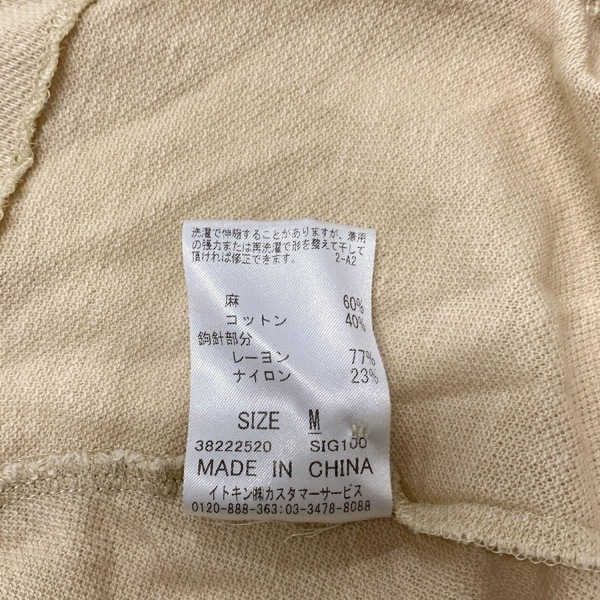 洗濯で伸縮することがありますが、着用
の張力または再洗濯で形を整えて干して
頂ければ修正できます。 2-A2
麻 60%
コットン 40%
鉤針部分
レーヨン 77%
ナイロン 23%
SIZE M
38222520 SIG100
MADE IN CHINA
イトキン㈱カスタマーサービス
0120-888-363:03-3478-8088